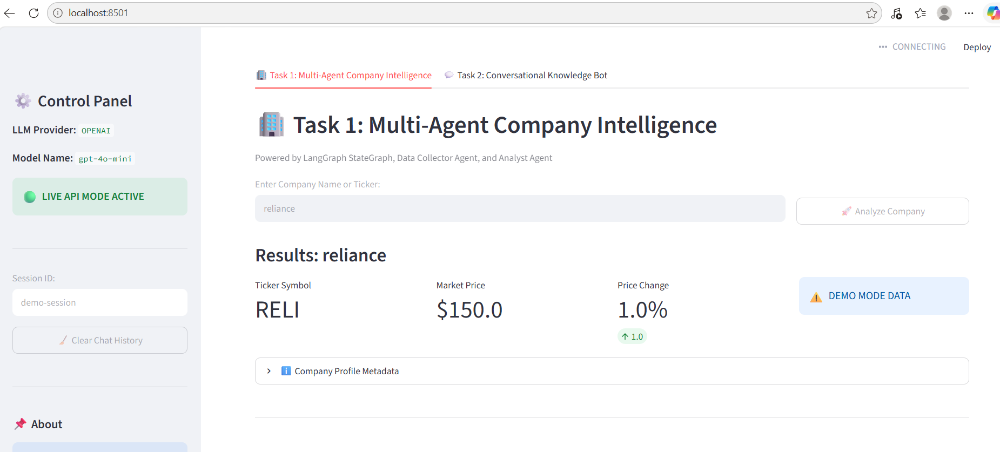 localhost:8501
CONNECTING
Deploy
Control Panel
LLM Provider: OPENAI
Model Name: gpt-4o-mini
LIVE API MODE ACTIVE
Session ID:
demo-session
Clear Chat History
About
Task 1: Multi-Agent Company Intelligence
Task 2: Conversational Knowledge Bot
Task 1: Multi-Agent Company Intelligence
Powered by LangGraph StateGraph, Data Collector Agent, and Analyst Agent
Enter Company Name or Ticker:
reliance
Analyze Company
Results: reliance
Ticker Symbol
RELI
Market Price
$150.0
Price Change
1.0%
↑ 1.0
DEMO MODE DATA
Company Profile Metadata